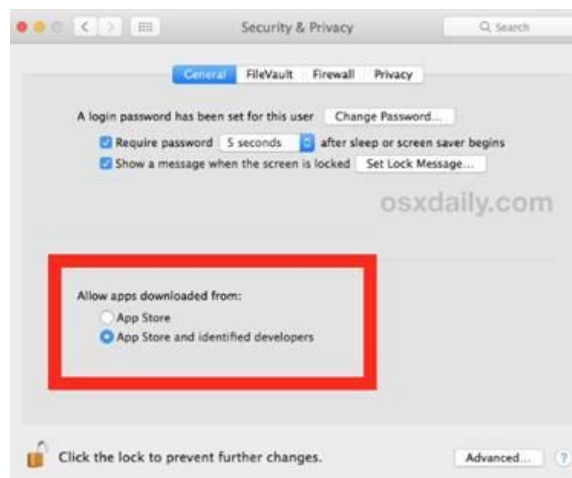 Security & Privacy
Search
General FileVault Firewall Privacy
A login password has been set for this user Change Password...
Require password 5 seconds after sleep or screen saver begins
Show a message when the screen is locked Set Lock Message...
osxdaily.com
Allow apps downloaded from:
App Store
App Store and identified developers
Click the lock to prevent further changes. Advanced... ?